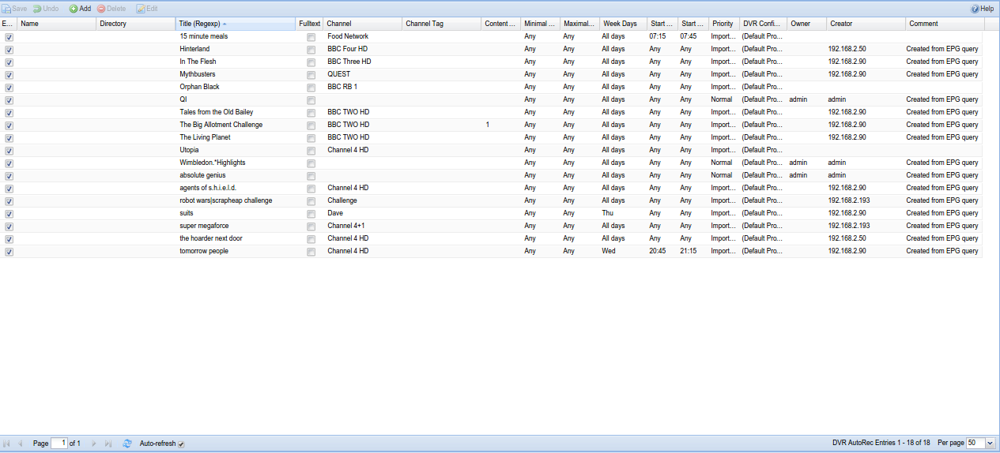 Save Undo Add Delete Edit Help
E... Name Directory Title (Regexp) Fulltext Channel Channel Tag Content ... Minimal ... Maximal... Week Days Start ... Start ... Priority DVR Confi... Owner Creator Comment
15 minute meals Food Network Any Any All days 07:15 07:45 Import... (Default Pro...
Hinterland BBC Four HD Any Any All days Any Any Import... (Default Pro... 192.168.2.50 Created from EPG query
In The Flesh BBC Three HD Any Any All days Any Any Import... (Default Pro... 192.168.2.90 Created from EPG query
Mythbusters QUEST Any Any All days Any Any Import... (Default Pro... 192.168.2.90 Created from EPG query
Orphan Black BBC RB 1 Any Any All days Any Any Import... (Default Pro...
QI Any Any All days Any Any Normal (Default Pro... admin admin Created from EPG query
Tales from the Old Bailey BBC TWO HD Any Any All days Any Any Import... (Default Pro... 192.168.2.90 Created from EPG query
The Big Allotment Challenge BBC TWO HD 1 Any Any All days Any Any Import... (Default Pro... 192.168.2.90 Created from EPG query
The Living Planet BBC TWO HD Any Any All days Any Any Import... (Default Pro... 192.168.2.90 Created from EPG query
Utopia Channel 4 HD Any Any All days Any Any Import... (Default Pro...
Wimbledon.*Highlights Any Any All days Any Any Normal (Default Pro... admin admin Created from EPG query
absolute genius Any Any All days Any Any Normal (Default Pro... admin admin Created from EPG query
agents of s.h.i.e.l.d. Channel 4 HD Any Any All days Any Any Import... (Default Pro... 192.168.2.90 Created from EPG query
robot wars|scrapheap challenge Challenge Any Any All days Any Any Import... (Default Pro... 192.168.2.193 Created from EPG query
suits Dave Any Any Thu Any Any Import... (Default Pro... 192.168.2.90 Created from EPG query
super megaforce Channel 4+1 Any Any All days Any Any Import... (Default Pro... 192.168.2.193 Created from EPG query
the hoarder next door Channel 4 HD Any Any All days Any Any Import... (Default Pro... 192.168.2.50 Created from EPG query
tomorrow people Channel 4 HD Any Any Wed 20:45 21:15 Import... (Default Pro... 192.168.2.90 Created from EPG query
Page 1 of 1 Auto-refresh DVR AutoRec Entries 1 - 18 of 18 Per page 50